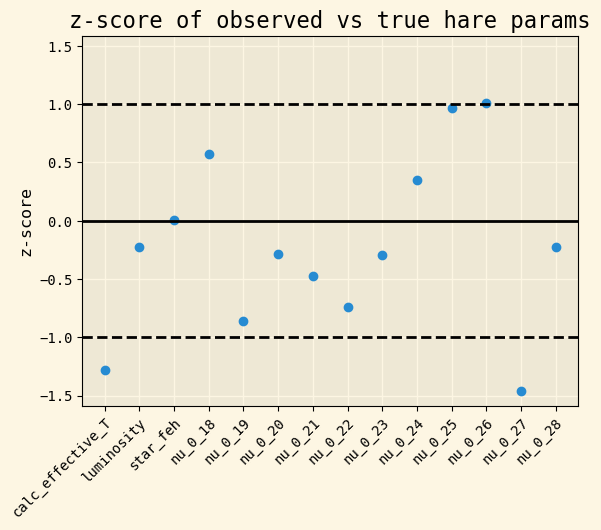 z-score of observed vs true hare params
z-score
1.5
1.0
0.5
0.0
−0.5
−1.0
−1.5
calc_effective_T
luminosity
star_feh
nu_0_18
nu_0_19
nu_0_20
nu_0_21
nu_0_22
nu_0_23
nu_0_24
nu_0_25
nu_0_26
nu_0_27
nu_0_28